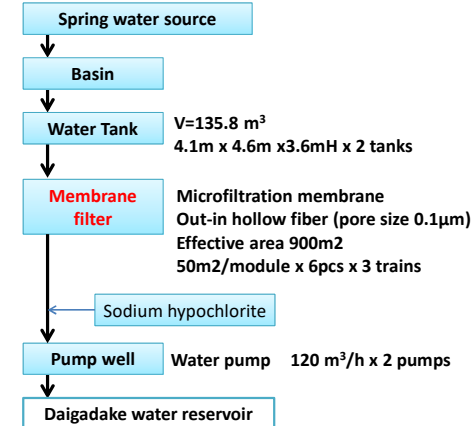 Spring water source
Basin
Water Tank
V=135.8 m³
4.1m x 4.6m x3.6mH x 2 tanks
Membrane
filter
Microfiltration membrane
Out-in hollow fiber (pore size 0.1μm)
Effective area 900m2
50m2/module x 6pcs x 3 trains
Sodium hypochlorite
Pump well
Water pump 120 m³/h x 2 pumps
Daigadake water reservoir